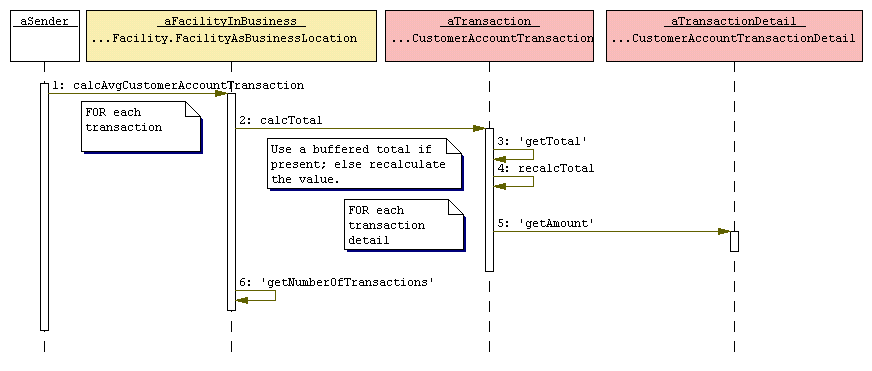 aSender
aFacilityInBusiness
...Facility.FacilityAsBusinessLocation
aTransaction
...CustomerAccountTransaction
aTransactionDetail
...CustomerAccountTransactionDetail
1: calcAvgCustomerAccountTransaction
FOR each
transaction
2: calcTotal
Use a buffered total if
present; else recalculate
the value.
3: 'getTotal'
4: recalcTotal
FOR each
transaction
detail
5: 'getAmount'
6: 'getNumberOfTransactions'